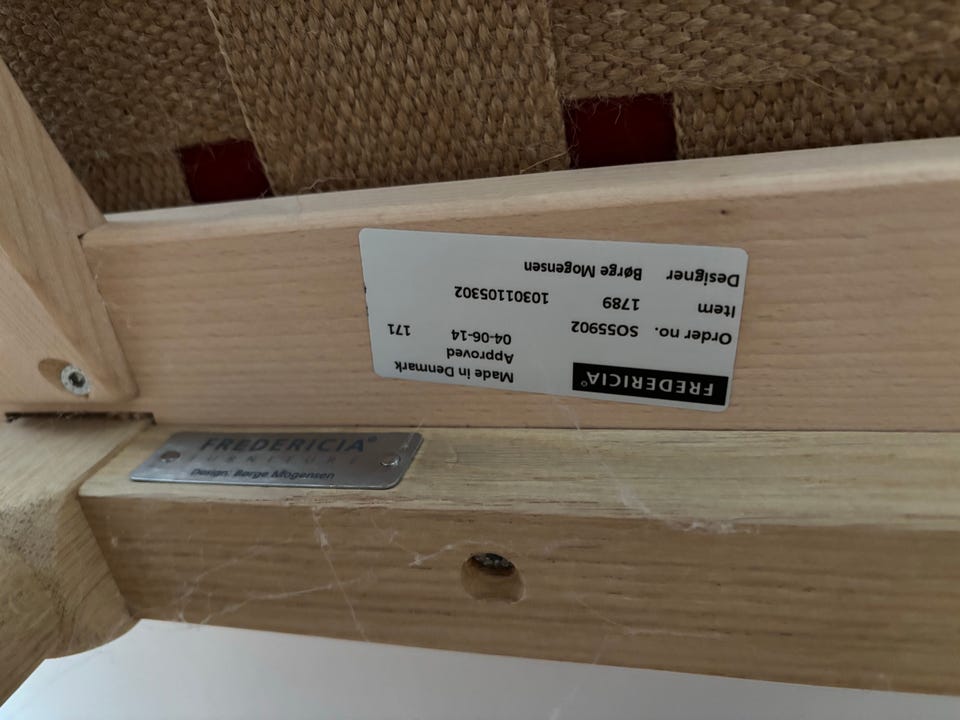 FREDERICIA®
Made in Denmark
Approved
04-06-14
171
Order no. SO55902
Item 1789 10301105302
Designer Børge Mogensen
FREDERICIA®
FURNITURE
Design: Børge Mogensen